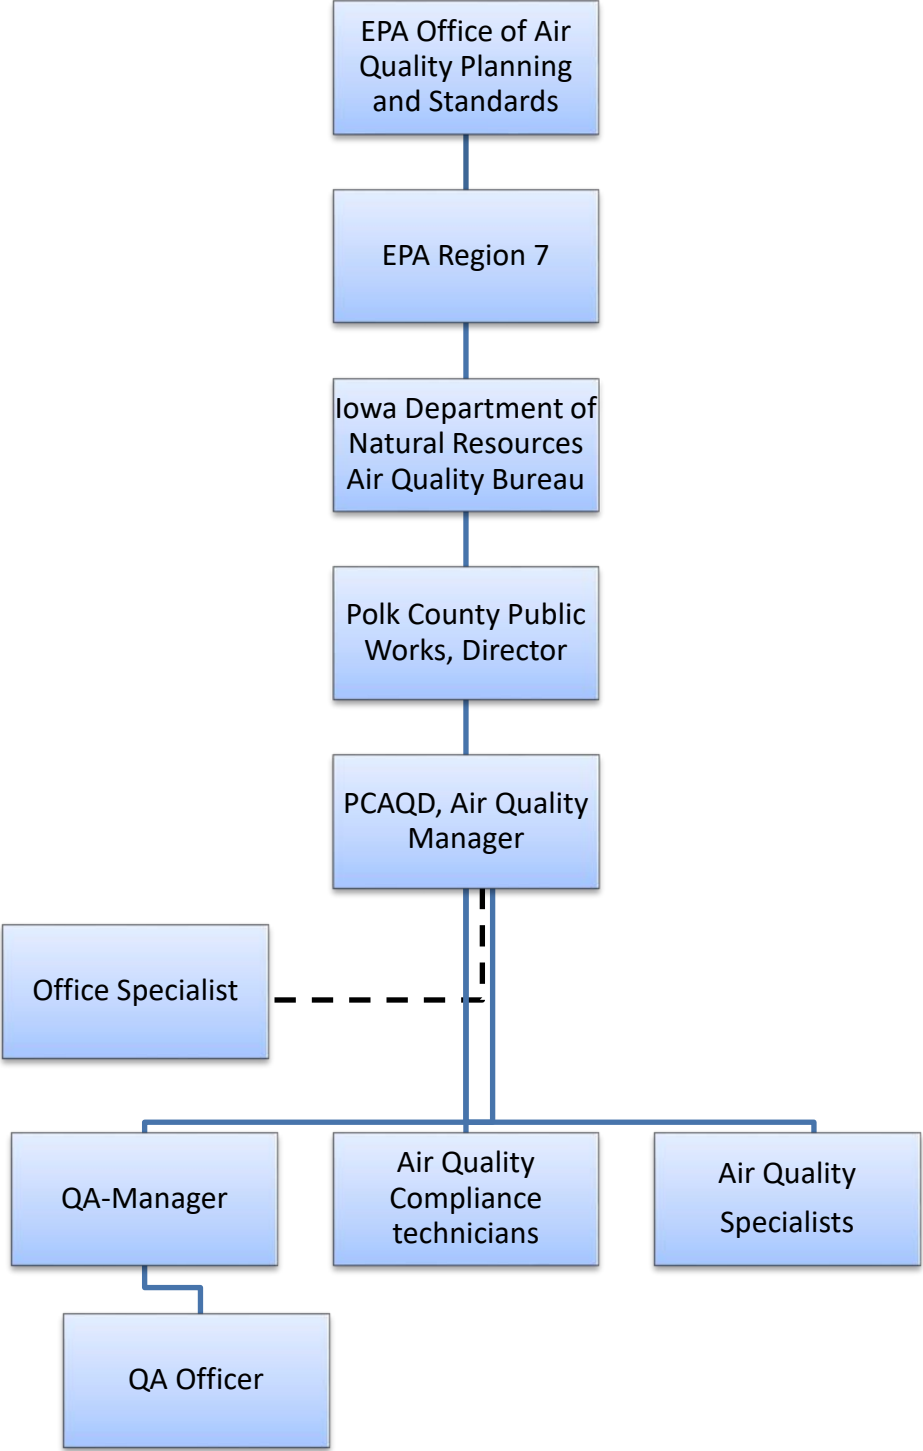 EPA Office of Air
Quality Planning
and Standards
EPA Region 7
Iowa Department of
Natural Resources
Air Quality Bureau
Polk County Public
Works, Director
PCAQD, Air Quality
Manager
Office Specialist
QA-Manager
Air Quality
Compliance
technicians
Air Quality
Specialists
QA Officer